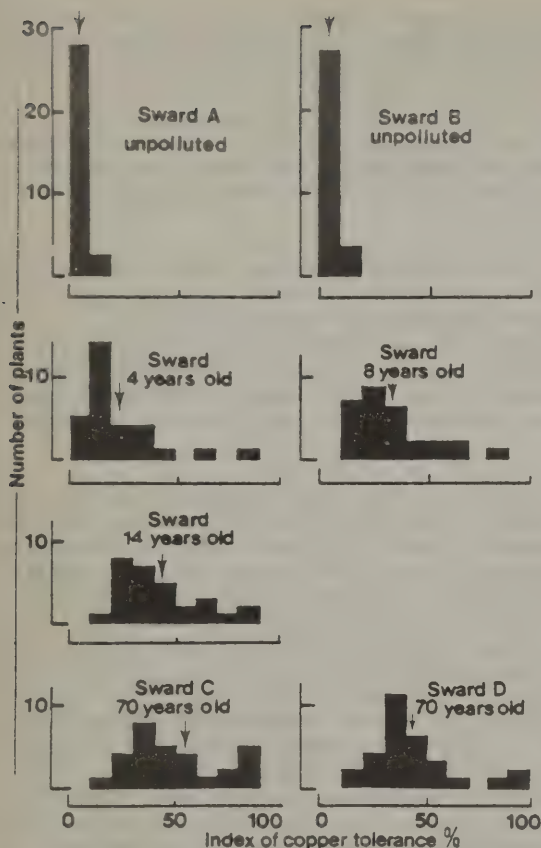 30
20
10
Sward A
unpolluted
Sward B
unpolluted
Number of plants
10
Sward
4 years old
Sward
8 years old
10
Sward
14 years old
10
Sward C
70 years old
Sward D
70 years old
0 50 100 0 50 100
Index of copper tolerance %